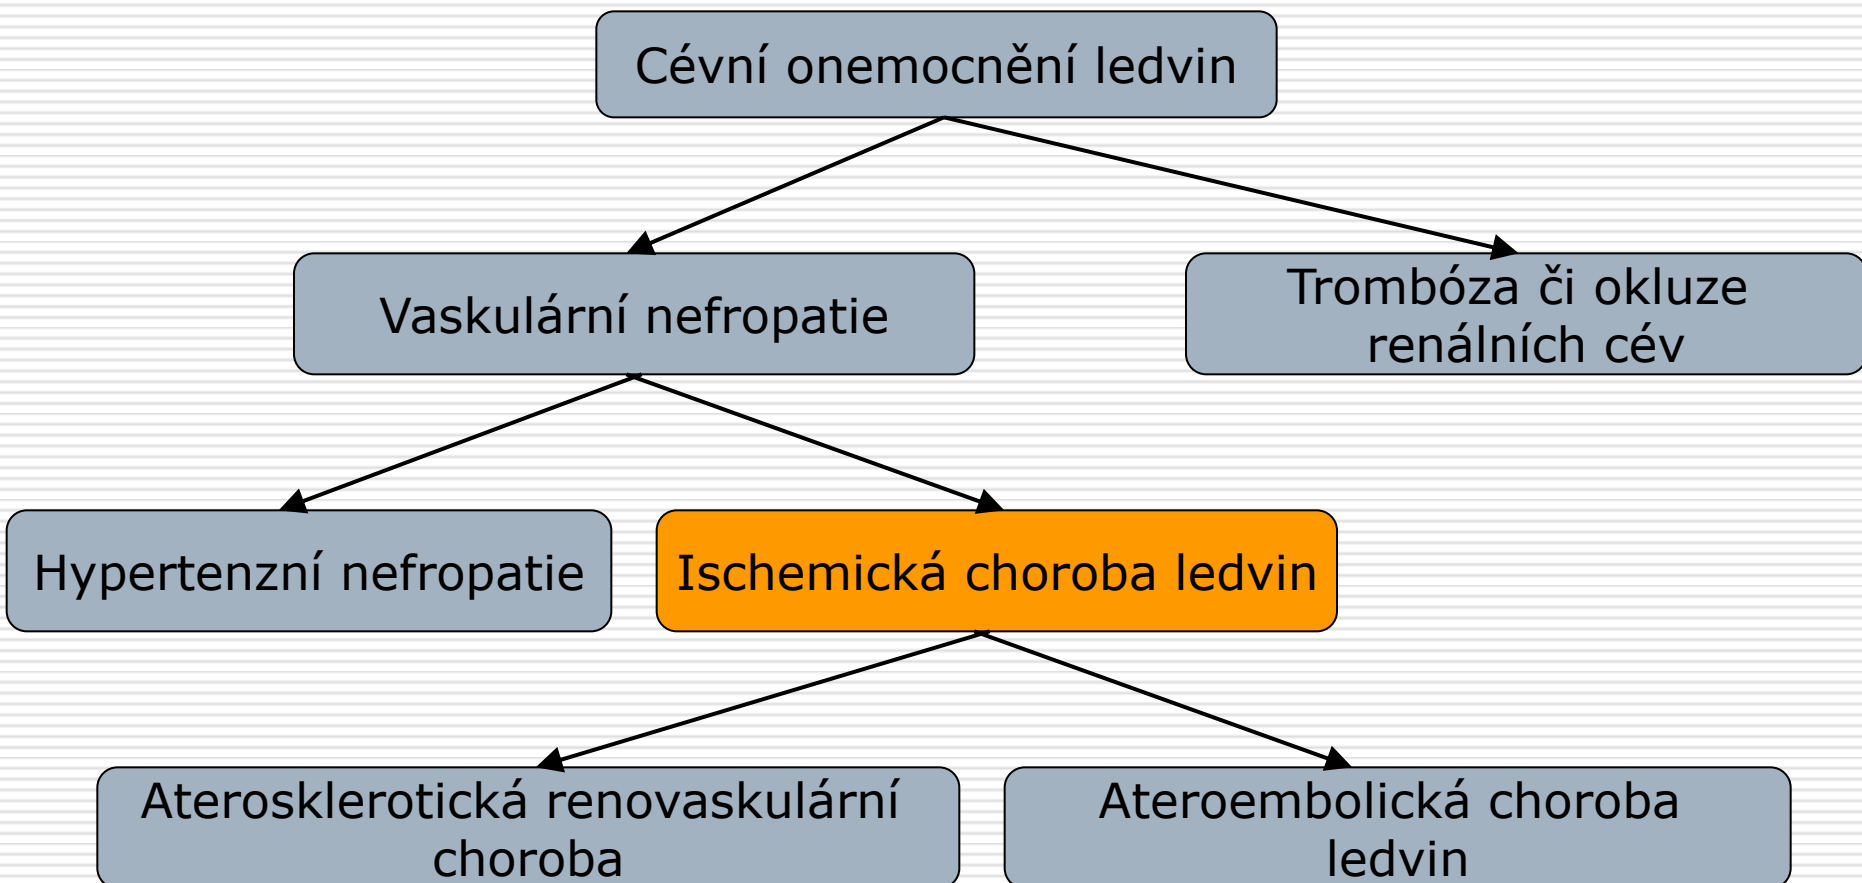 Cévní onemocnění ledvin
Vaskulární nefropatie
Trombóza či okluze
renálních cév
Hypertenzní nefropatie
Ischemická choroba ledvin
Aterosklerotická renovaskulární
choroba
Ateroembolická choroba
ledvin